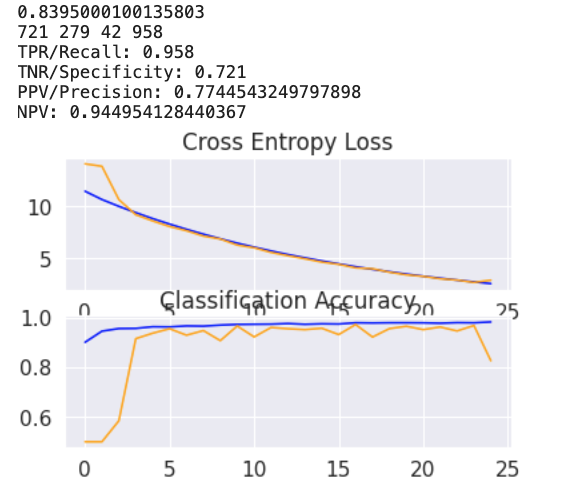 0.8395000100135803
721 279 42 958
TPR/Recall: 0.958
TNR/Specificity: 0.721
PPV/Precision: 0.7744543249797898
NPV: 0.944954128440367
Cross Entropy Loss
10
5
0 5 10 15 20 25
Classification Accuracy
1.0
0.8
0.6
0 5 10 15 20 25